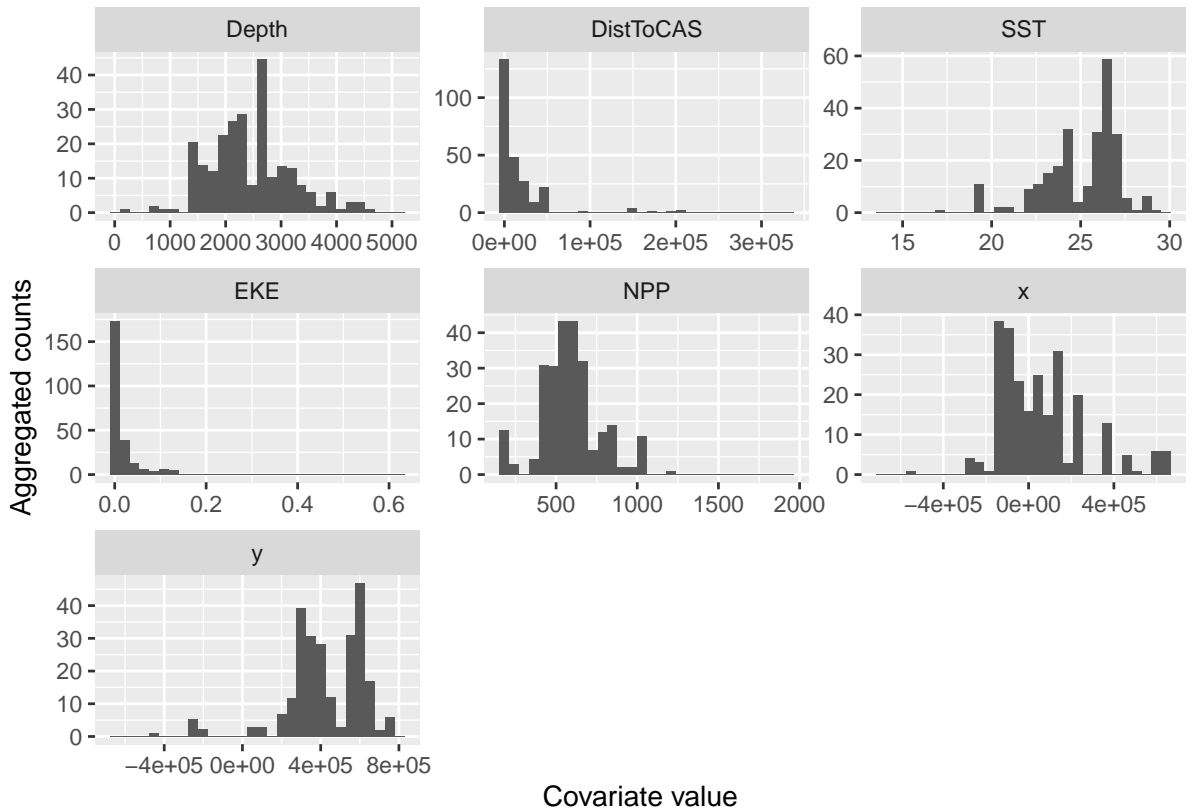 Depth DistToCAS SST
40
30
20
10
0
0 1000 2000 3000 4000 5000
100
50
0
0e+00 1e+05 2e+05 3e+05
60
40
20
0
15 20 25 30
EKE NPP x
150
100
50
0
0.0 0.2 0.4 0.6
40
30
20
10
0
500 1000 1500 2000
40
30
20
10
0
−4e+05 0e+00 4e+05
y
40
30
20
10
0
−4e+05 0e+00 4e+05 8e+05
Aggregated counts
Covariate value